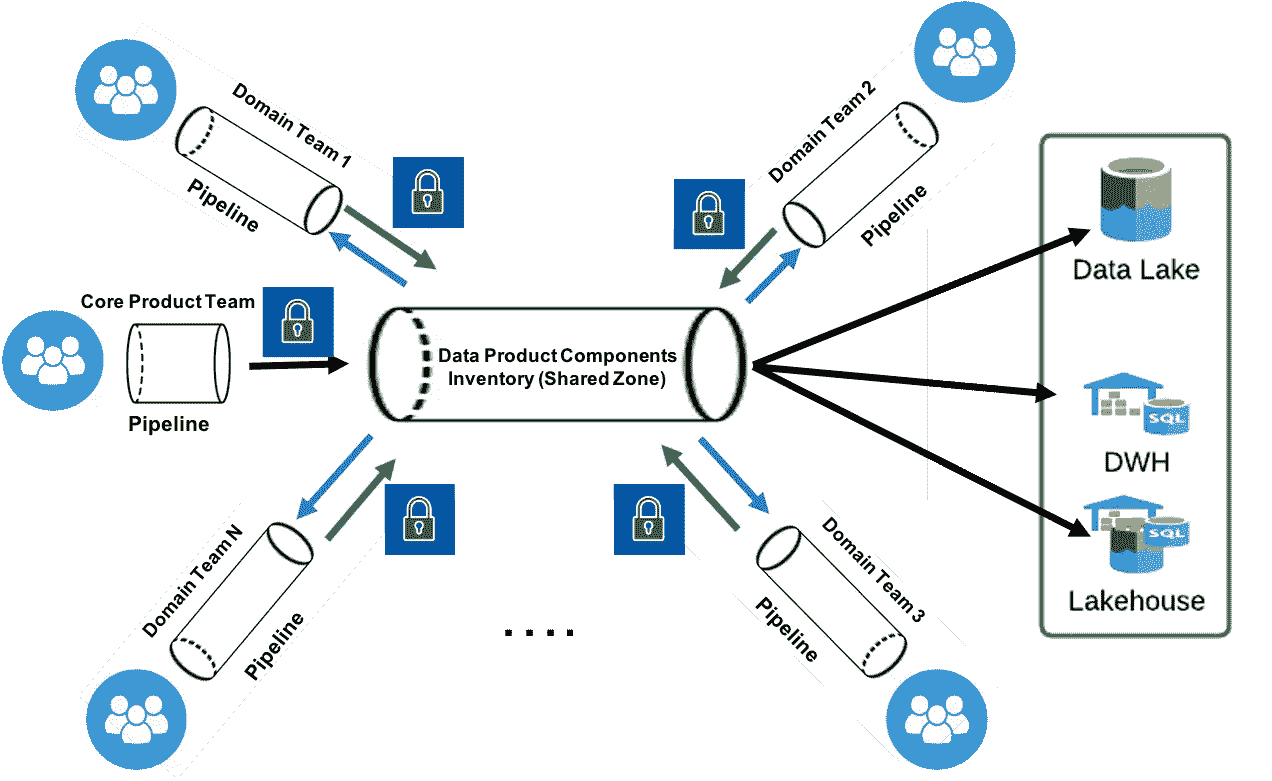 Domain Team 1
Pipeline
Domain Team 2
Pipeline
Core Product Team
Pipeline
Data Product Components
Inventory (Shared Zone)
Data Lake
SQL
DWH
SQL
Lakehouse
Domain Team N
Pipeline
Domain Team 3
Pipeline
. . . .